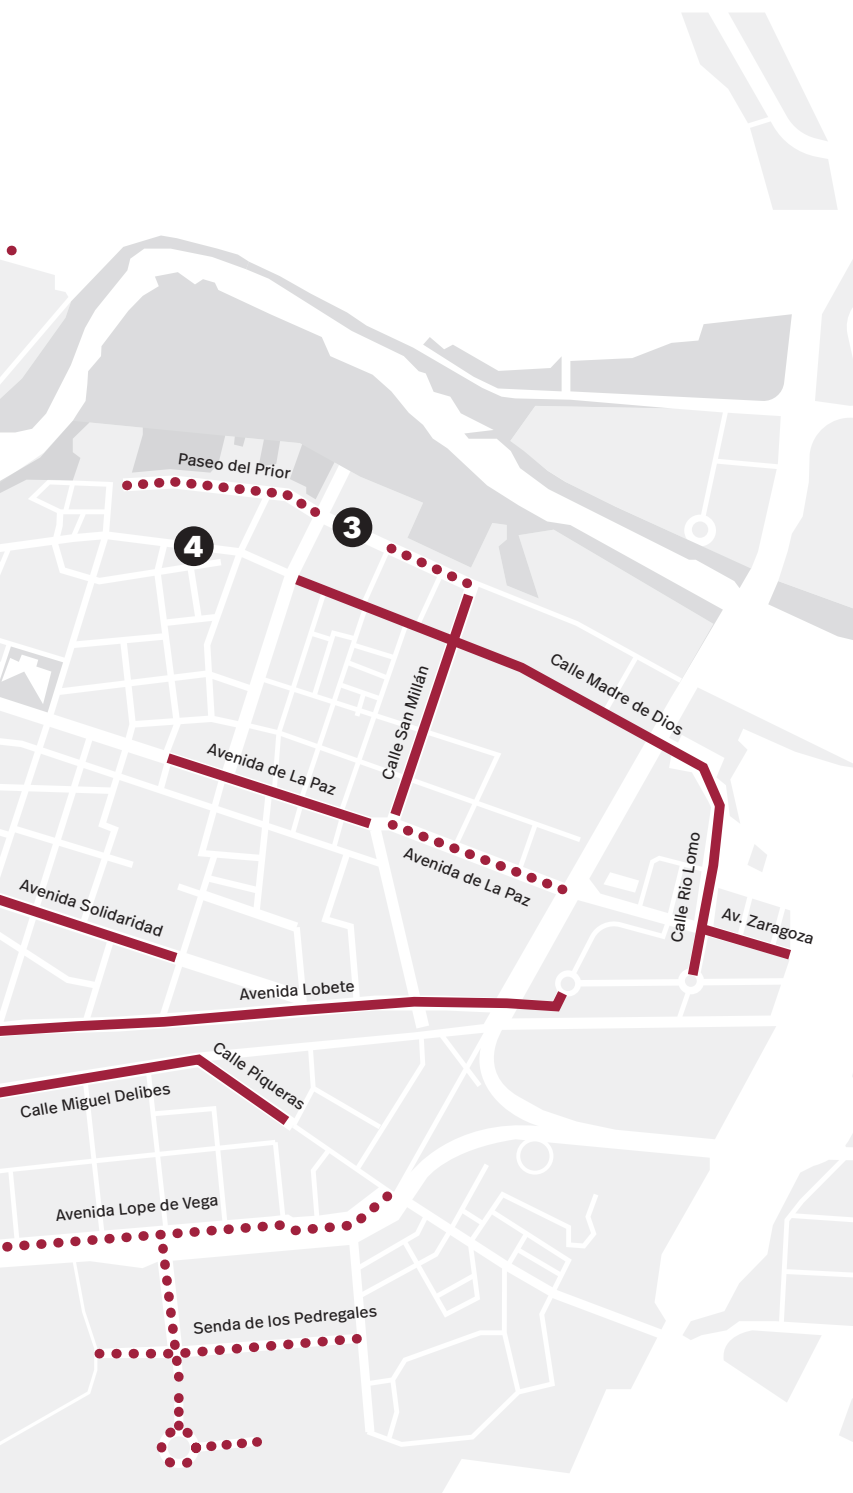 Paseo del Prior
3
4
Calle Madre de Dios
Calle San Millán
Avenida de La Paz
Avenida de La Paz
Calle Rio Lomo
Avenida Solidaridad
Av. Zaragoza
Avenida Lobete
Calle Piqueras
Calle Miguel Delibes
Avenida Lope de Vega
Senda de los Pedregales